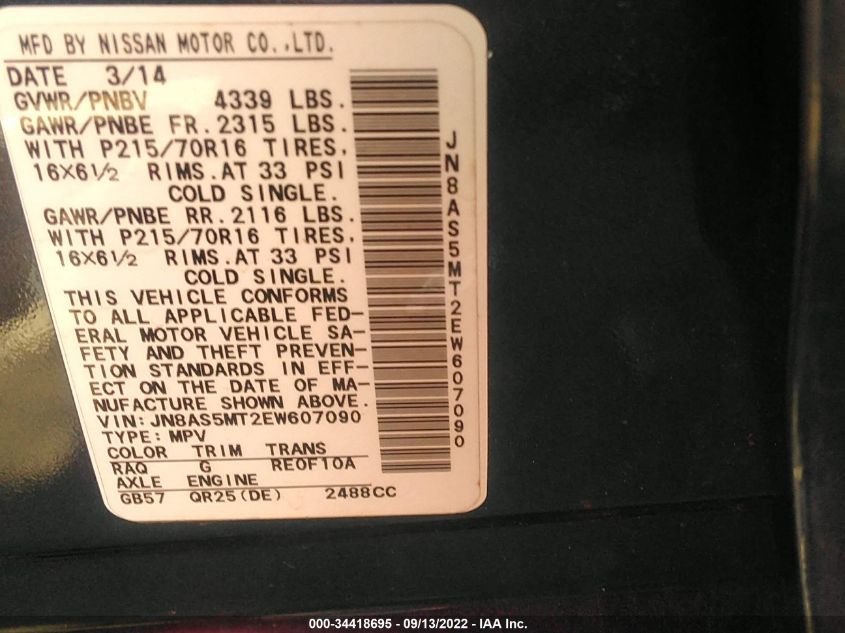 MFD BY NISSAN MOTOR CO.,LTD.
DATE 3/14
GVWR/PNBV 4339 LBS.
GAWR/PNBE FR. 2315 LBS.
WITH P215/70R16 TIRES,
16X6 1/2 RIMS. AT 33 PSI
COLD SINGLE.
GAWR/PNBE RR. 2116 LBS.
WITH P215/70R16 TIRES,
16X6 1/2 RIMS. AT 33 PSI
COLD SINGLE.
THIS VEHICLE CONFORMS
TO ALL APPLICABLE FED-
ERAL MOTOR VEHICLE SA-
FETY AND THEFT PREVEN-
TION STANDARDS IN EFF-
ECT ON THE DATE OF MA-
NUFACTURE SHOWN ABOVE.
VIN: JN8AS5MT2EW607090
TYPE: MPV
COLOR TRIM TRANS
RAQ G RE0F10A
AXLE ENGINE
GB57 QR25(DE) 2488CC
JN8AS5MT2EW607090
000-34418695 - 09/13/2022 - IAA Inc.